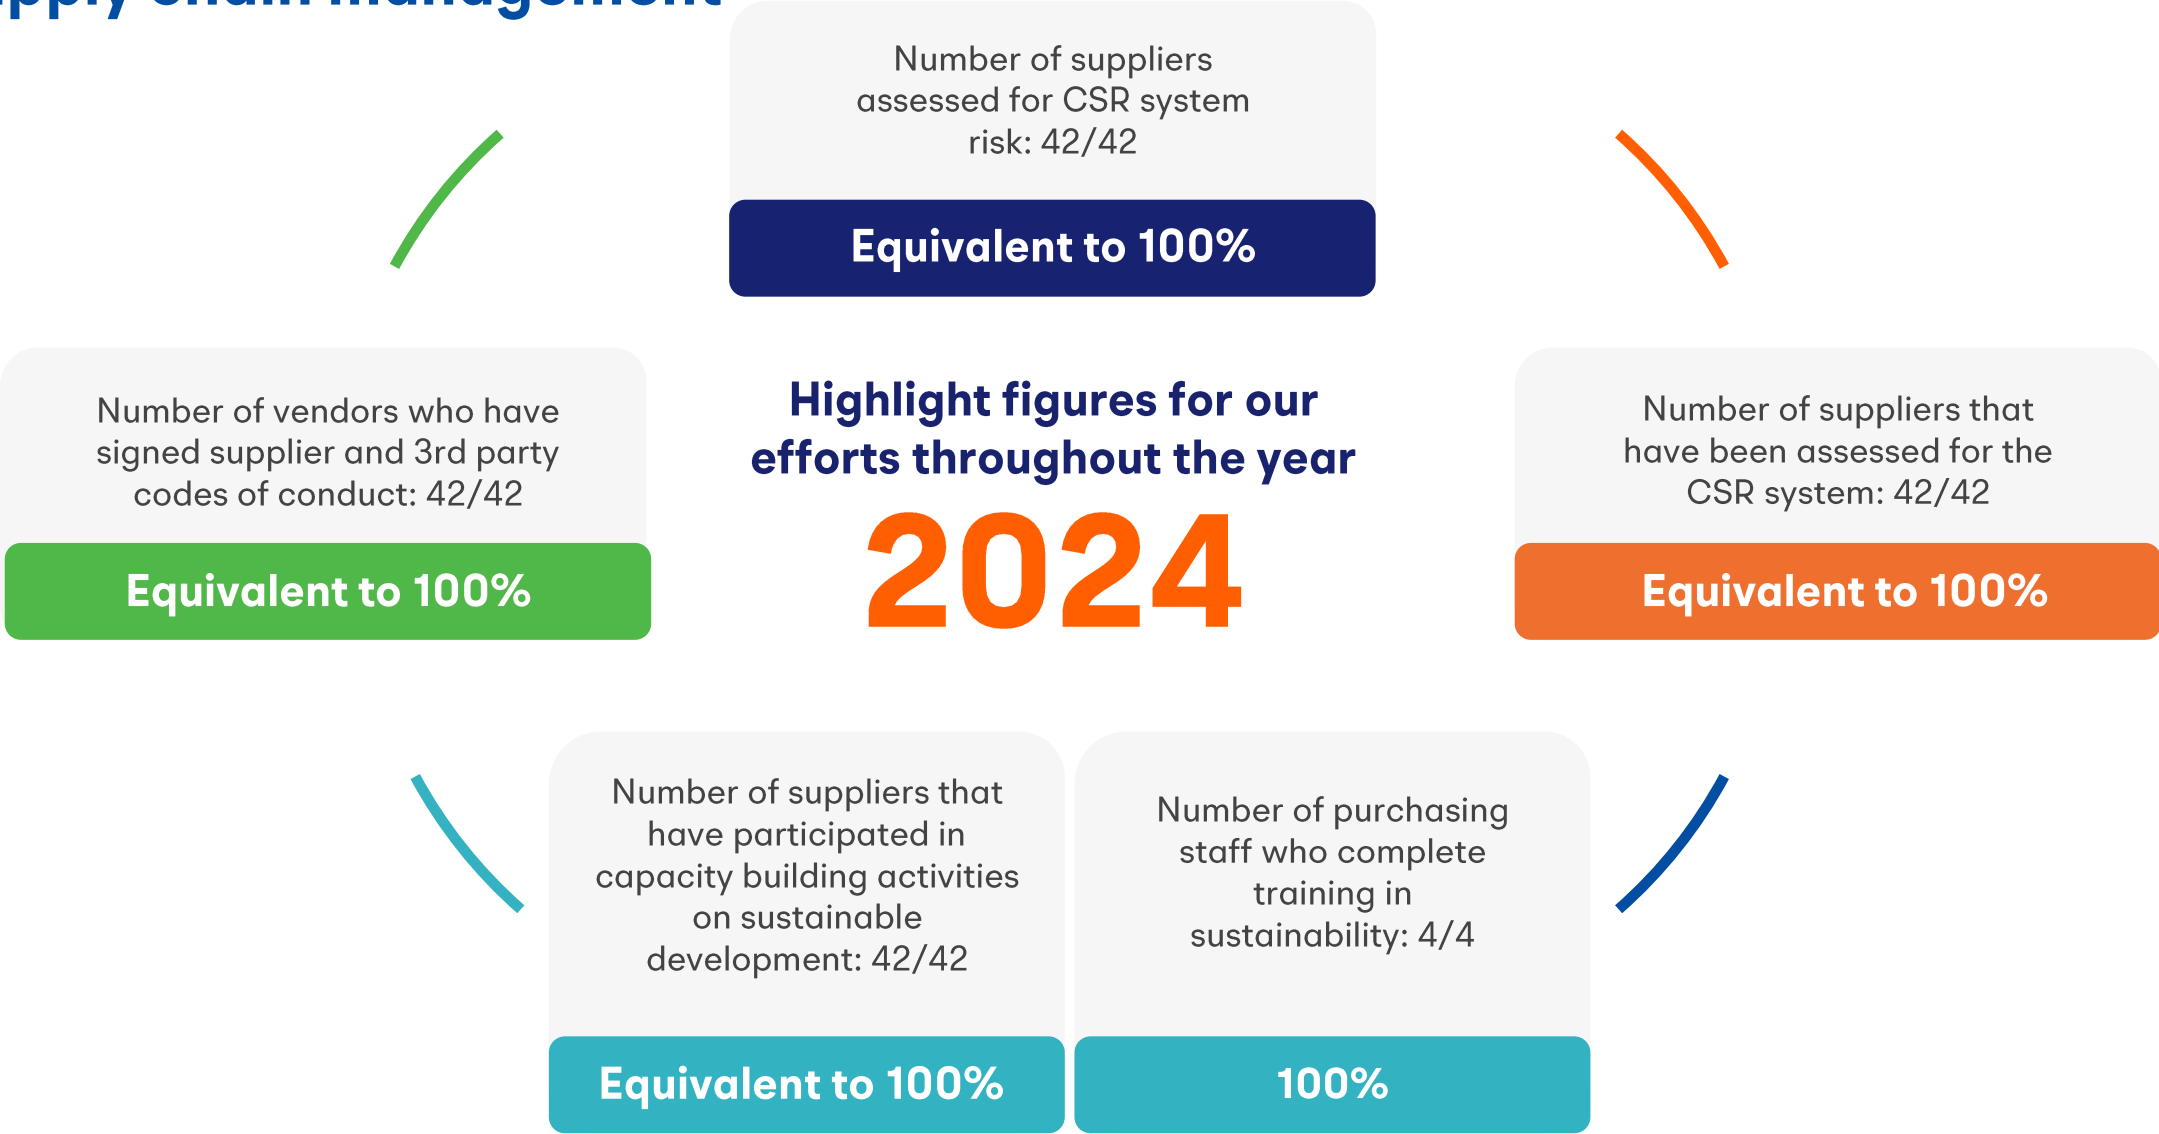 management
Number of suppliers
assessed for CSR system
risk: 42/42
Equivalent to 100%
Number of vendors who have
signed supplier and 3rd party
codes of conduct: 42/42
Equivalent to 100%
Highlight figures for our
efforts throughout the year
2024
Number of suppliers that
have been assessed for the
CSR system: 42/42
Equivalent to 100%
Number of suppliers that
have participated in
capacity building activities
on sustainable
development: 42/42
Equivalent to 100%
Number of purchasing
staff who complete
training in
sustainability: 4/4
100%